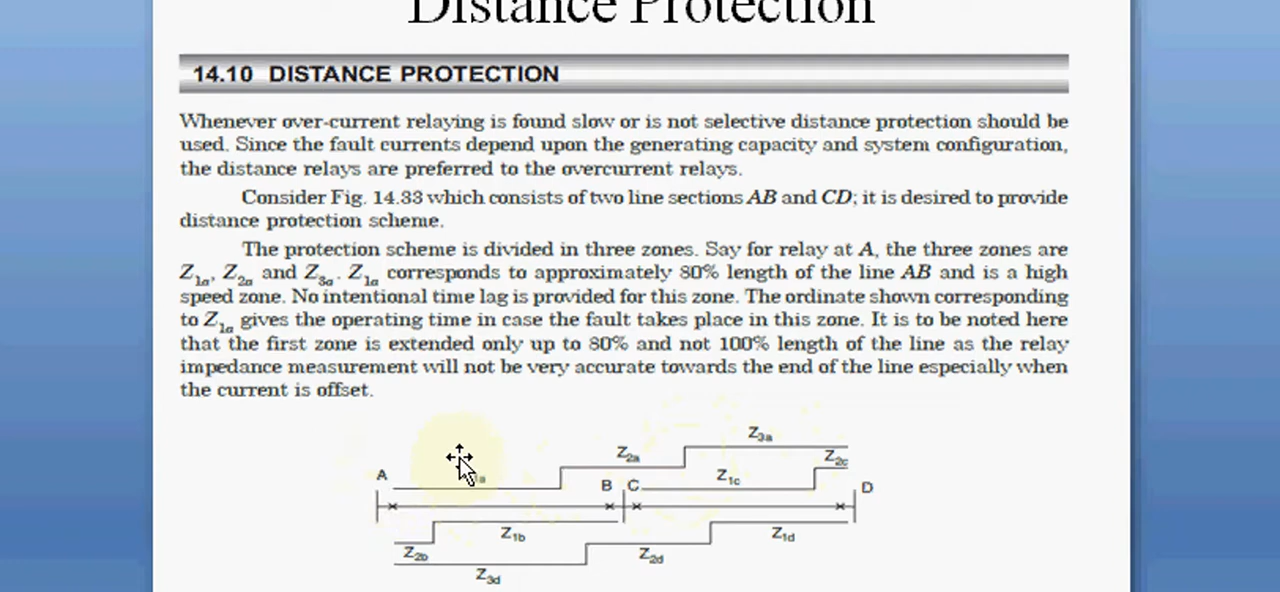 Distance Protection
14.10 DISTANCE PROTECTION
Whenever over-current relaying is found slow or is not selective distance protection should be
used. Since the fault currents depend upon the generating capacity and system configuration,
the distance relays are preferred to the overcurrent relays.
Consider Fig. 14.33 which consists of two line sections AB and CD; it is desired to provide
distance protection scheme.
The protection scheme is divided in three zones. Say for relay at A, the three zones are
Z1a, Z2a and Z3a. Z1a corresponds to approximately 80% length of the line AB and is a high
speed zone. No intentional time lag is provided for this zone. The ordinate shown corresponding
to Z1a gives the operating time in case the fault takes place in this zone. It is to be noted here
that the first zone is extended only up to 80% and not 100% length of the line as the relay
impedance measurement will not be very accurate towards the end of the line especially when
the current is offset.
Z3a
Z2a Z2c
A B C Z1c D
Z1b Z1d
Z2b Z2d
Z3d